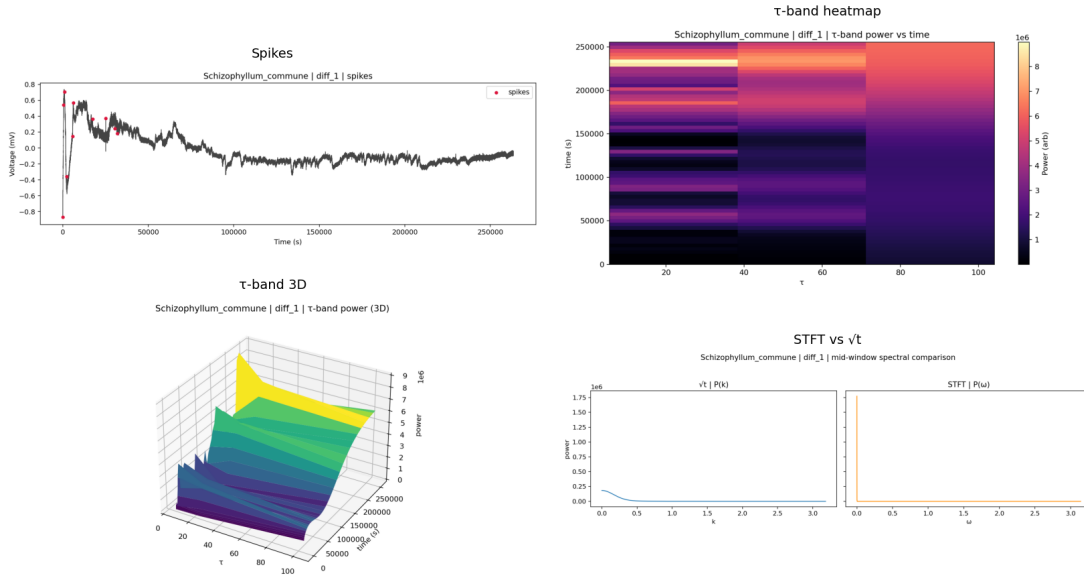 Spikes
Schizophyllum_commune | diff_1 | spikes
spikes
Voltage (mV)
0.8
0.6
0.4
0.2
0.0
−0.2
−0.4
−0.6
−0.8
0 50000 100000 150000 200000 250000
Time (s)
τ-band heatmap
Schizophyllum_commune | diff_1 | τ-band power vs time
time (s)
250000
200000
150000
100000
50000
0
20 40 60 80 100
τ
1e6
9
8
7
6
5
4
3
2
1
Power (arb)
τ-band 3D
Schizophyllum_commune | diff_1 | τ-band power (3D)
1e6
9
8
7
6
5
4
3
2
1
0
power
0 20 40 60 80 100
τ
0 50000 100000 150000 200000 250000
time (s)
STFT vs √t
Schizophyllum_commune | diff_1 | mid-window spectral comparison
√t | P(k)
1e6
power
1.75
1.50
1.25
1.00
0.75
0.50
0.25
0.00
0.0 0.5 1.0 1.5 2.0 2.5 3.0
k
STFT | P(ω)
0.0 0.5 1.0 1.5 2.0 2.5 3.0
ω